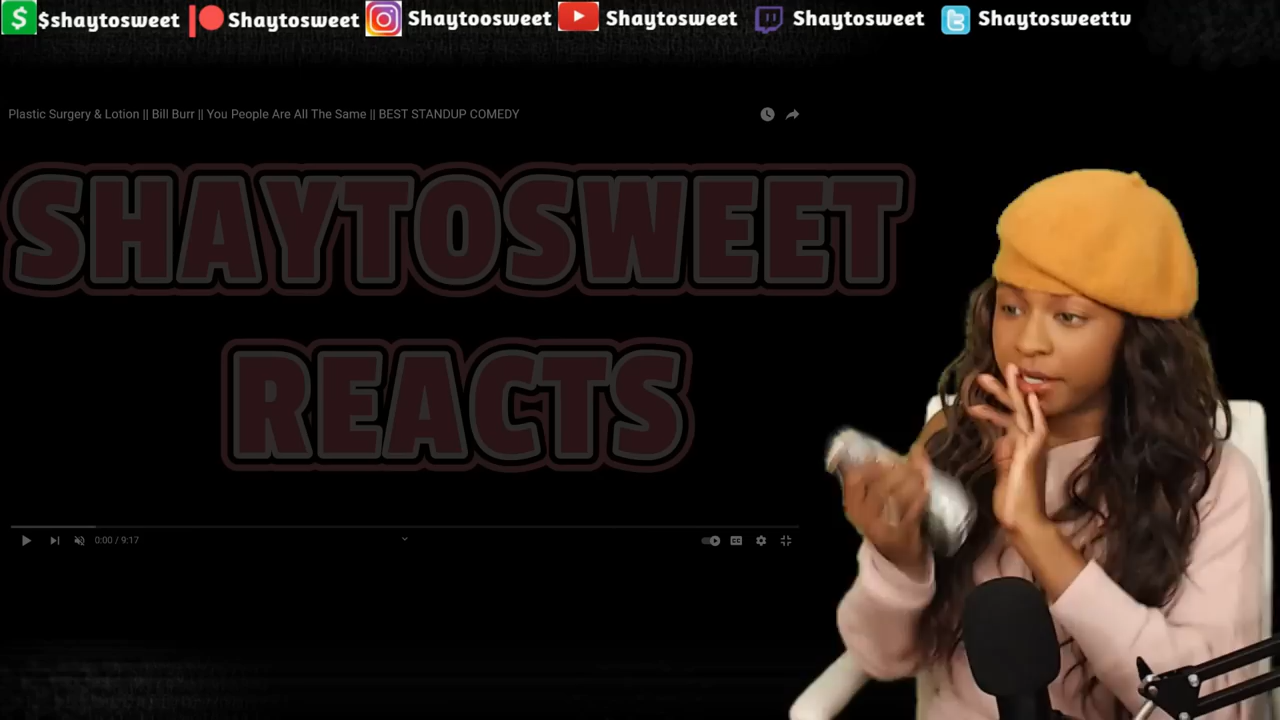 $shaytosweet Shaytosweet Shaytoosweet Shaytosweet Shaytosweet Shaytosweettv
Plastic Surgery & Lotion || Bill Burr || You People Are All The Same || BEST STANDUP COMEDY
SHAYTOSWEET
REACTS
0:00 / 9:17